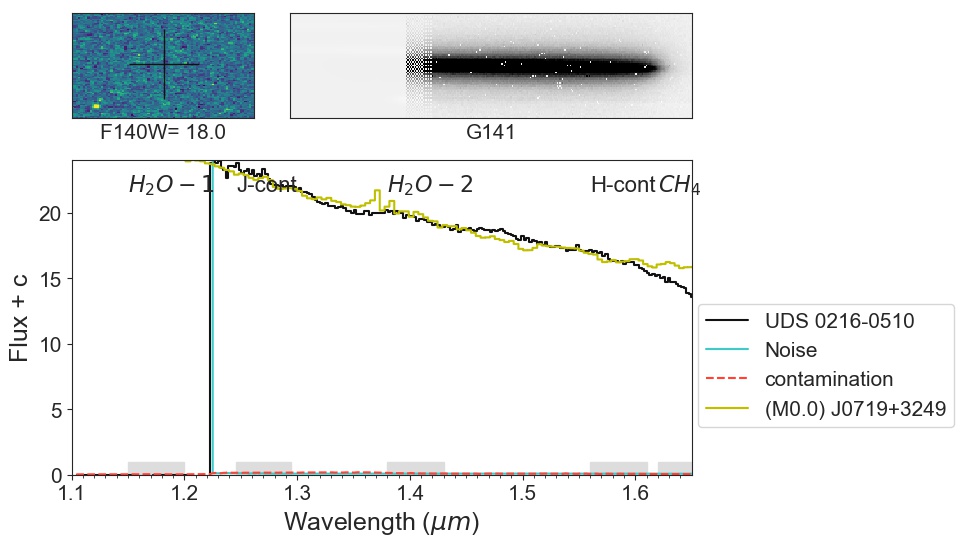 F140W= 18.0
G141
H₂O − 1
J-cont
H₂O − 2
H-cont
CH₄
Flux + c
20
15
10
5
0
1.1
1.2
1.3
1.4
1.5
1.6
Wavelength (μm)
UDS 0216-0510
Noise
contamination
(M0.0) J0719+3249